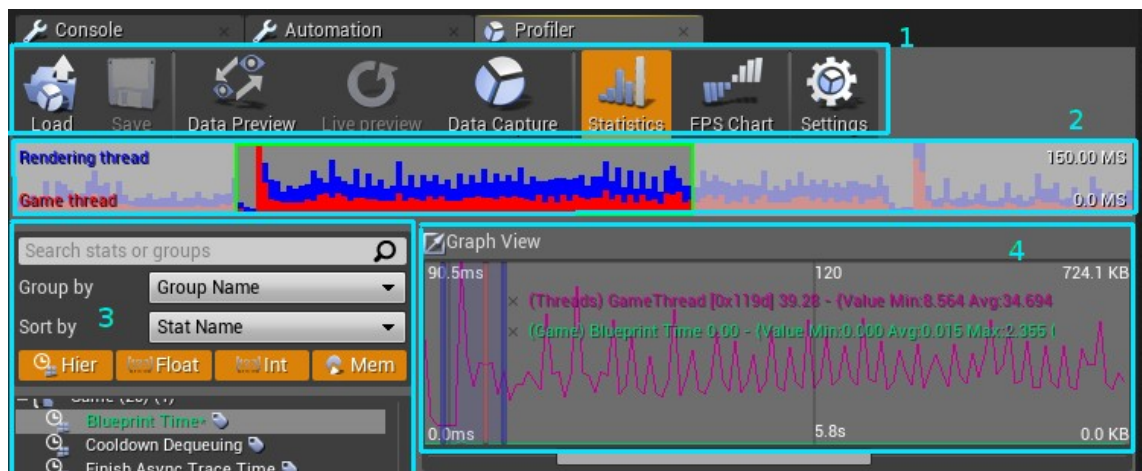 Console
Automation
Profiler
1
Load
Save
Data Preview
Live preview
Data Capture
Statistics
FPS Chart
Settings
2
Rendering thread
150.00 MS
Game thread
0.0 MS
Search stats or groups
Group by
Group Name
Sort by
3
Stat Name
Hier
Float
Int
Mem
Blueprint Time*
Cooldown Dequeuing
Finish Async Trace Time
Graph View
4
90.5ms
120
724.1 KB
(Threads) GameThread [0x119d] 39.28 - (Value Min:8.564 Avg:34.694
(Game) Blueprint Time 0.00 - (Value Min:0.000 Avg:0.015 Max:2.355
0.0ms
5.8s
0.0 KB